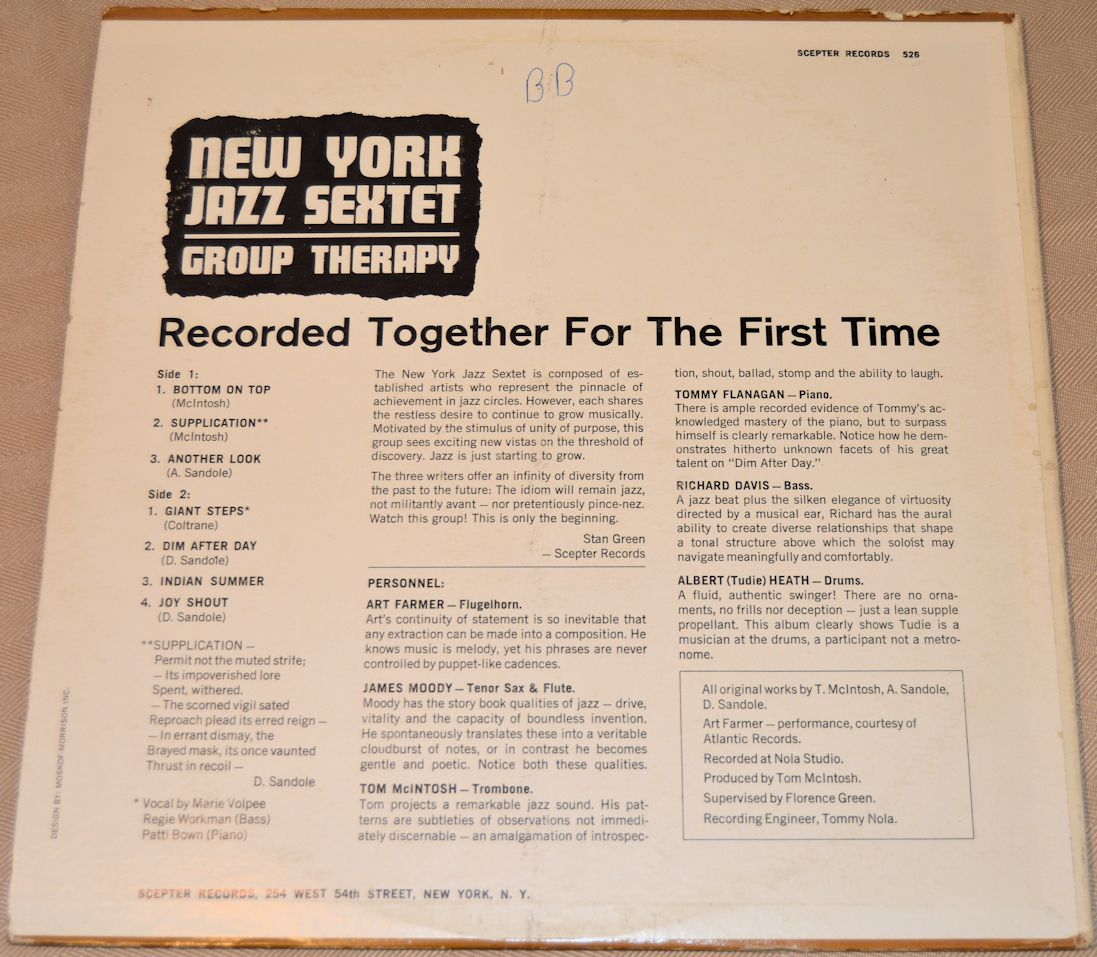 SCEPTER RECORDS 526
BB
NEW YORK
JAZZ SEXTET
GROUP THERAPY
Recorded Together For The First Time
Side 1:
1. BOTTOM ON TOP
(McIntosh)
2. SUPPLICATION**
(McIntosh)
3. ANOTHER LOOK
(A. Sandole)
Side 2:
1. GIANT STEPS*
(Coltrane)
2. DIM AFTER DAY
(D. Sandole)
3. INDIAN SUMMER
4. JOY SHOUT
(D. Sandole)
**SUPPLICATION —
Permit not the muted strife;
— Its impoverished lore
Spent, withered.
— The scorned vigil sated
Reproach plead its erred reign —
— In errant dismay, the
Brayed mask, its once vaunted
Thrust in recoil —
D. Sandole
* Vocal by Marie Volpee
Regie Workman (Bass)
Patti Bown (Piano)
The New York Jazz Sextet is composed of es-
tablished artists who represent the pinnacle of
achievement in jazz circles. However, each shares
the restless desire to continue to grow musically.
Motivated by the stimulus of unity of purpose, this
group sees exciting new vistas on the threshold of
discovery. Jazz is just starting to grow.
The three writers offer an infinity of diversity from
the past to the future: The idiom will remain jazz,
not militantly avant — nor pretentiously pince-nez.
Watch this group! This is only the beginning.
Stan Green
— Scepter Records
PERSONNEL:
ART FARMER — Flugelhorn.
Art's continuity of statement is so inevitable that
any extraction can be made into a composition. He
knows music is melody, yet his phrases are never
controlled by puppet-like cadences.
JAMES MOODY — Tenor Sax & Flute.
Moody has the story book qualities of jazz — drive,
vitality and the capacity of boundless invention.
He spontaneously translates these into a veritable
cloudburst of notes, or in contrast he becomes
gentle and poetic. Notice both these qualities.
TOM McINTOSH — Trombone.
Tom projects a remarkable jazz sound. His pat-
terns are subtleties of observations not immedi-
ately discernable — an amalgamation of introspec-
tion, shout, ballad, stomp and the ability to laugh.
TOMMY FLANAGAN — Piano.
There is ample recorded evidence of Tommy's ac-
knowledged mastery of the piano, but to surpass
himself is clearly remarkable. Notice how he dem-
onstrates hitherto unknown facets of his great
talent on "Dim After Day."
RICHARD DAVIS — Bass.
A jazz beat plus the silken elegance of virtuosity
directed by a musical ear, Richard has the aural
ability to create diverse relationships that shape
a tonal structure above which the soloist may
navigate meaningfully and comfortably.
ALBERT (Tudie) HEATH — Drums.
A fluid, authentic swinger! There are no orna-
ments, no frills nor deception — just a lean supple
propellant. This album clearly shows Tudie is a
musician at the drums, a participant not a metro-
nome.
All original works by T. McIntosh, A. Sandole,
D. Sandole.
Art Farmer — performance, courtesy of
Atlantic Records.
Recorded at Nola Studio.
Produced by Tom McIntosh.
Supervised by Florence Green.
Recording Engineer, Tommy Nola.
DESIGN BY: MOSKOF-MORRISON INC.
SCEPTER RECORDS, 254 WEST 54th STREET, NEW YORK, N. Y.